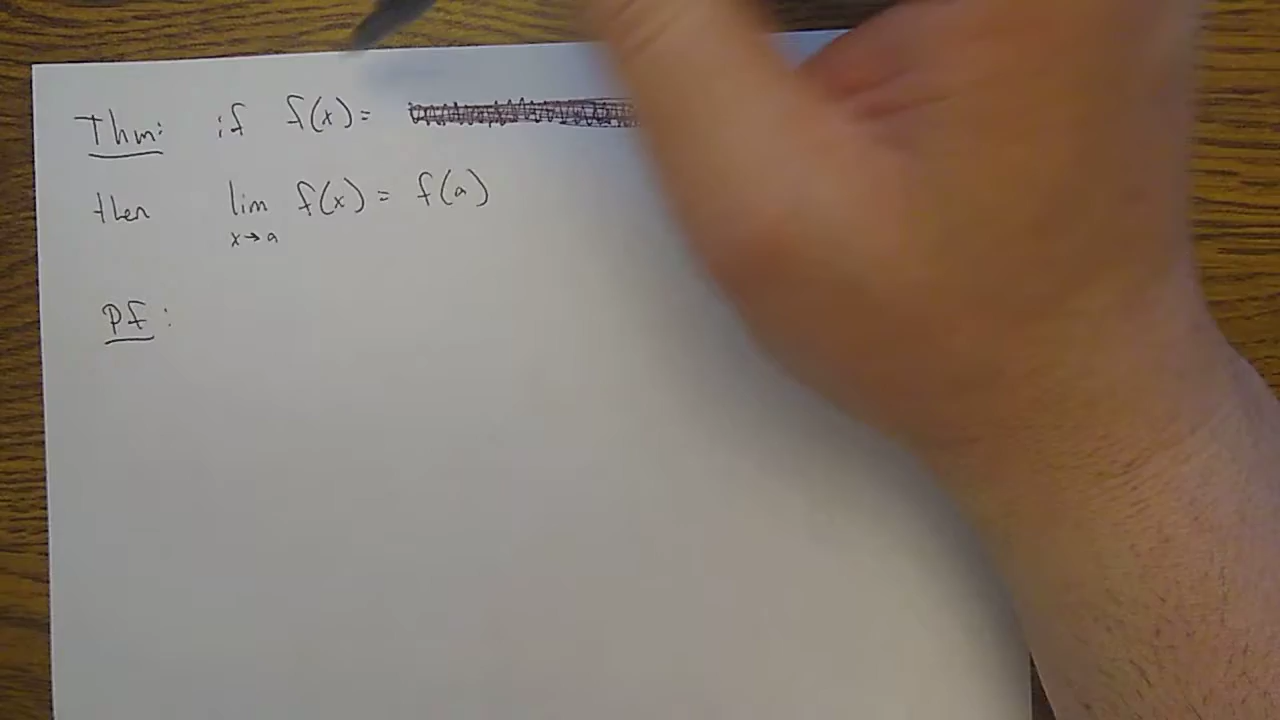 Thm: if f(x) =
then lim f(x) = f(a)
x→a
Pf: